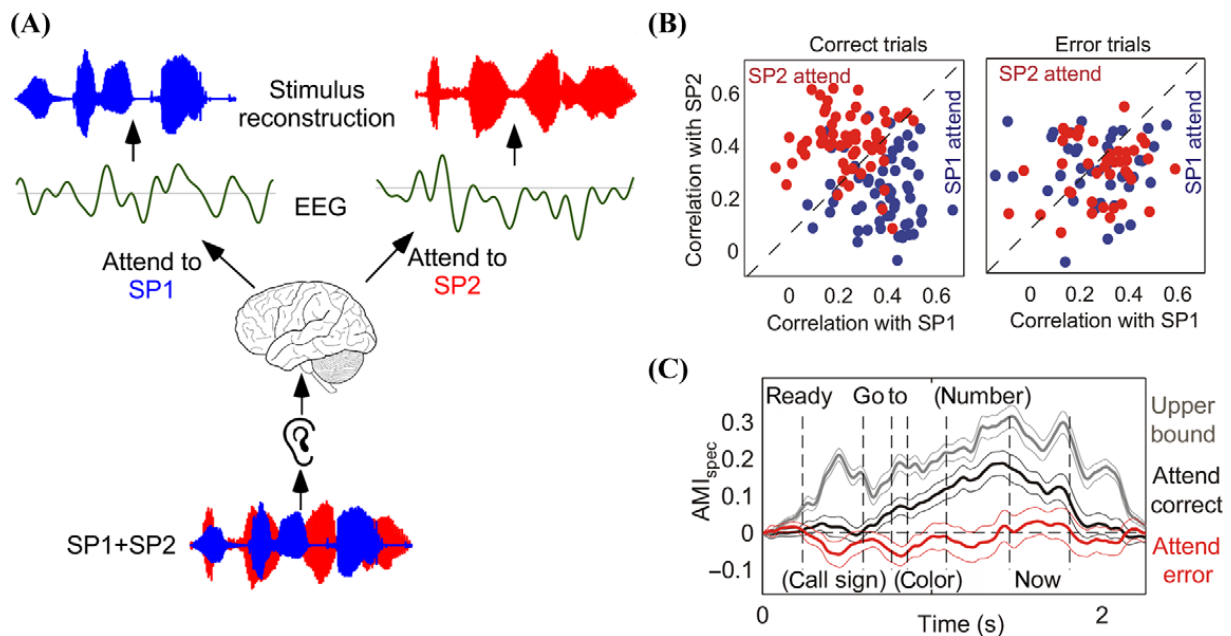 (A)
Stimulus
reconstruction
EEG
Attend to
SP1
Attend to
SP2
SP1+SP2
(B)
Correct trials
Error trials
SP2 attend
SP1 attend
SP2 attend
SP1 attend
Correlation with SP2
0.6
0.4
0.2
0
0 0.2 0.4 0.6
0 0.2 0.4 0.6
Correlation with SP1
Correlation with SP1
(C)
Ready Go to (Number)
(Call sign) (Color) Now
AMIspec
0.3
0.2
0.1
0
−0.1
0 2
Time (s)
Upper
bound
Attend
correct
Attend
error